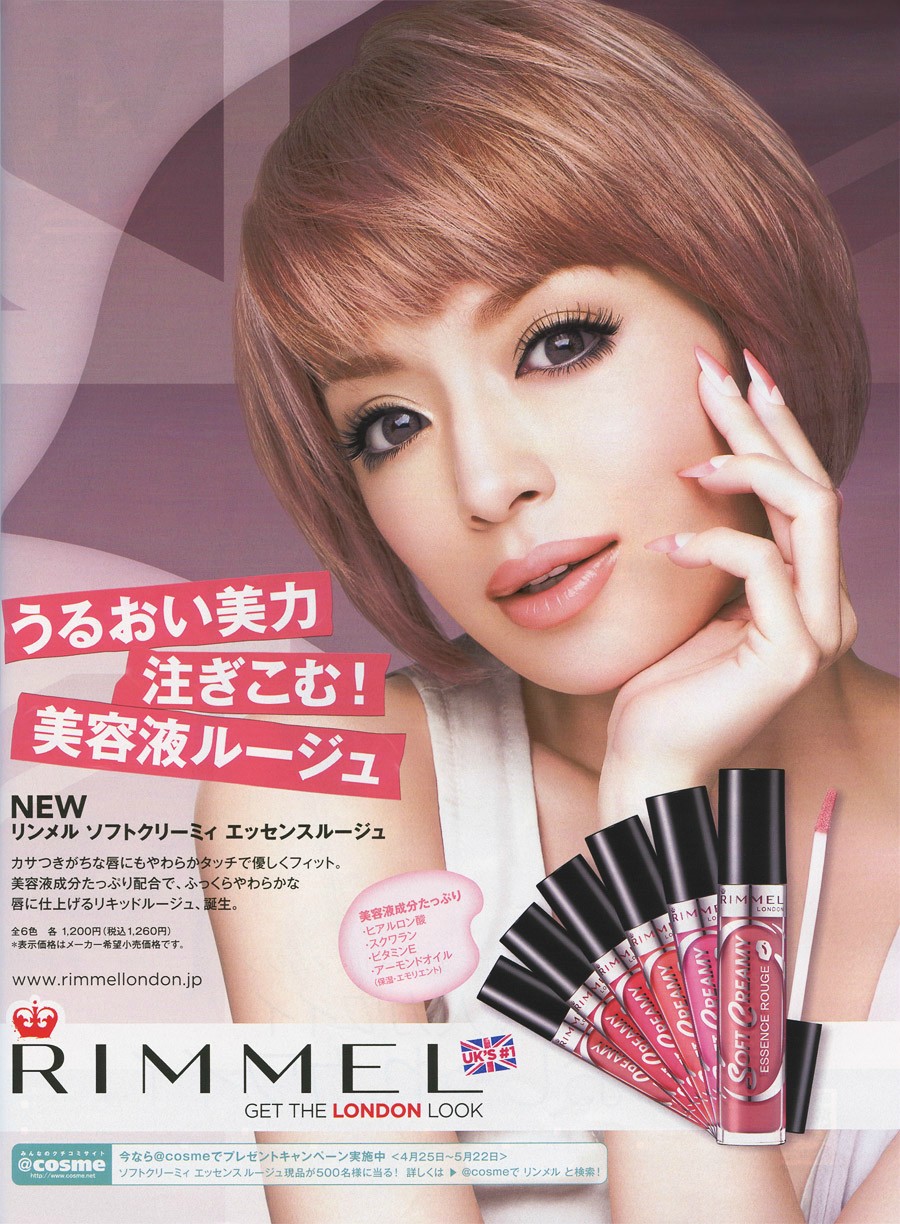 うるおい美力
注ぎこむ!
美容液ルージュ
NEW
リンメル ソフトクリーミィ エッセンスルージュ
カサつきがちな唇にもやわらかタッチで優しくフィット。
美容液成分たっぷり配合で、ふっくらやわらかな
唇に仕上げるリキッドルージュ、誕生。
全6色 各 1,200円(税込1,260円)
*表示価格はメーカー希望小売価格です。
www.rimmellondon.jp
美容液成分たっぷり
・ヒアルロン酸
・スクワラン
・ビタミンE
・アーモンドオイル
(保湿・エモリエント)
RIMMEL
LONDON
SOFT CREAMY
ESSENCE ROUGE
RIMMEL
CREAMY
RIMMEL
CREAMY
RIMMEL
CREAMY
RIMMEL
CREAMY
RIMMEL
CREAMY
RIMMEL
UK'S #1
GET THE LONDON LOOK
みんなのクチコミサイト
@cosme
http://www.cosme.net
今なら@cosmeでプレゼントキャンペーン実施中 <4月25日~5月22日>
ソフトクリーミィ エッセンスルージュ現品が500名様に当る! 詳しくは ▶ @cosmeで リンメル と検索!